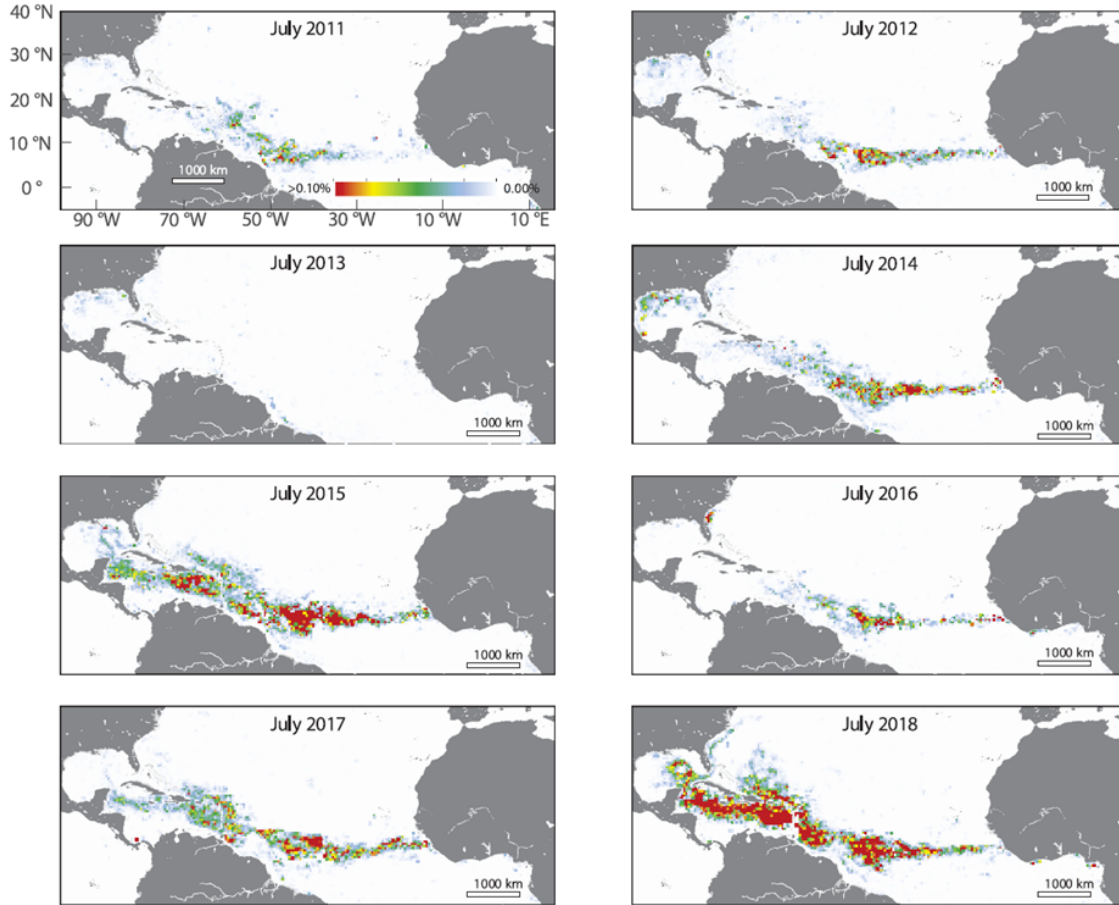 40 °N
July 2011
July 2012
30 °N
20 °N
10 °N
1000 km
0 °
>0.10%
0.00%
1000 km
90 °W
70 °W
50 °W
30 °W
10 °W
10 °E
July 2013
July 2014
1000 km
1000 km
July 2015
July 2016
1000 km
1000 km
July 2017
July 2018
1000 km
1000 km